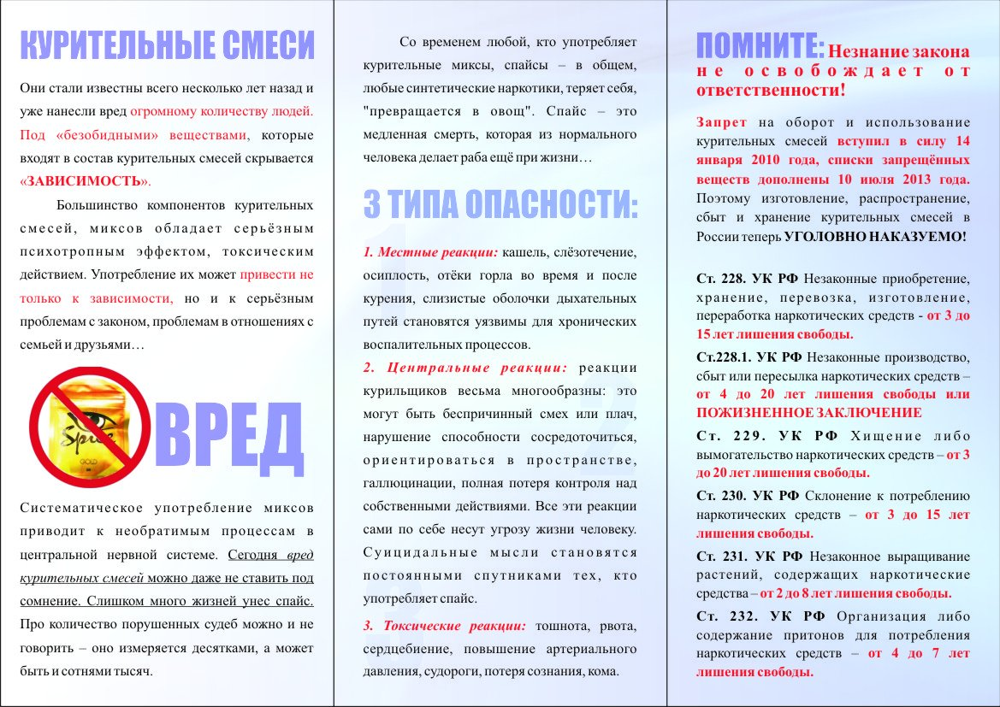 КУРИТЕЛЬНЫЕ СМЕСИ
Они стали известны всего несколько лет назад и
уже нанесли вред огромному количеству людей.
Под «безобидными» веществами, которые
входят в состав курительных смесей скрывается
«ЗАВИСИМОСТЬ».
Большинство компонентов курительных
смесей, миксов обладает серьёзным
психотропным эффектом, токсическим
действием. Употребление их может привести не
только к зависимости, но и к серьёзным
проблемам с законом, проблемам в отношениях с
семьей и друзьями…
Spice
GOLD
ВРЕД
Систематическое употребление миксов
приводит к необратимым процессам в
центральной нервной системе. Сегодня вред
курительных смесей можно даже не ставить под
сомнение. Слишком много жизней унес спайс.
Про количество порушенных судеб можно и не
говорить – оно измеряется десятками, а может
быть и сотнями тысяч.
Со временем любой, кто употребляет
курительные миксы, спайсы – в общем,
любые синтетические наркотики, теряет себя,
"превращается в овощ". Спайс – это
медленная смерть, которая из нормального
человека делает раба ещё при жизни…
3 ТИПА ОПАСНОСТИ:
1. Местные реакции: кашель, слёзотечение,
осиплость, отёки горла во время и после
курения, слизистые оболочки дыхательных
путей становятся уязвимы для хронических
воспалительных процессов.
2. Центральные реакции: реакции
курильщиков весьма многообразны: это
могут быть беспричинный смех или плач,
нарушение способности сосредоточиться,
ориентироваться в пространстве,
галлюцинации, полная потеря контроля над
собственными действиями. Все эти реакции
сами по себе несут угрозу жизни человеку.
Суицидальные мысли становятся
постоянными спутниками тех, кто
употребляет спайс.
3. Токсические реакции: тошнота, рвота,
сердцебиение, повышение артериального
давления, судороги, потеря сознания, кома.
1
2
3
ПОМНИТЕ: Незнание закона
не освобождает от
ответственности!
Запрет на оборот и использование
курительных смесей вступил в силу 14
января 2010 года, списки запрещённых
веществ дополнены 10 июля 2013 года.
Поэтому изготовление, распространение,
сбыт и хранение курительных смесей в
России теперь УГОЛОВНО НАКАЗУЕМО!
Ст. 228. УК РФ Незаконные приобретение,
хранение, перевозка, изготовление,
переработка наркотических средств - от 3 до
15 лет лишения свободы.
Ст.228.1. УК РФ Незаконные производство,
сбыт или пересылка наркотических средств –
от 4 до 20 лет лишения свободы или
ПОЖИЗНЕННОЕ ЗАКЛЮЧЕНИЕ
Ст. 229. УК РФ Хищение либо
вымогательство наркотических средств – от 3
до 20 лет лишения свободы.
Ст. 230. УК РФ Склонение к потреблению
наркотических средств – от 3 до 15 лет
лишения свободы.
Ст. 231. УК РФ Незаконное выращивание
растений, содержащих наркотические
средства – от 2 до 8 лет лишения свободы.
Ст. 232. УК РФ Организация либо
содержание притонов для потребления
наркотических средств – от 4 до 7 лет
лишения свободы.